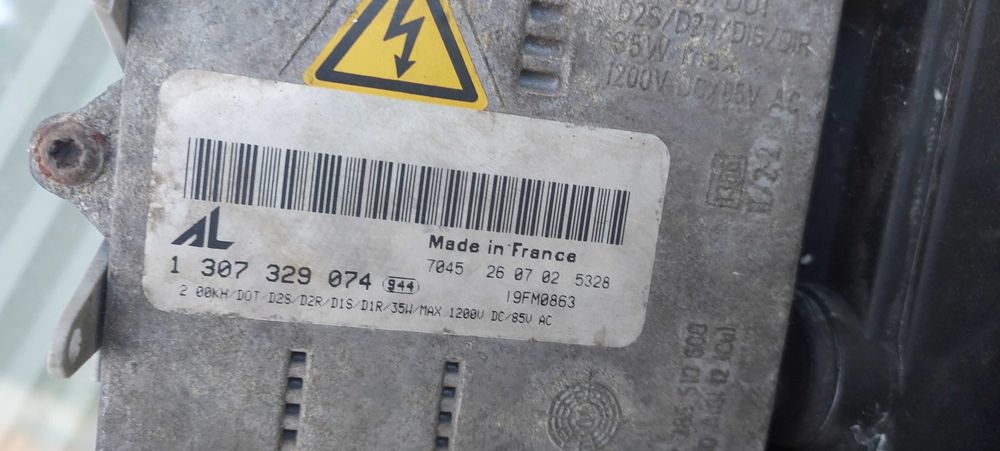 D2S/D2R/D1S/D1R
35W max
1200V DC/85V AC
AL
Made in France
1 307 329 074 (944)
7045 26 07 02 5328
19FM0863
2 00KH/DOT/D2S/D2R/D1S/D1R/35W/MAX 1200V DC/85V AC